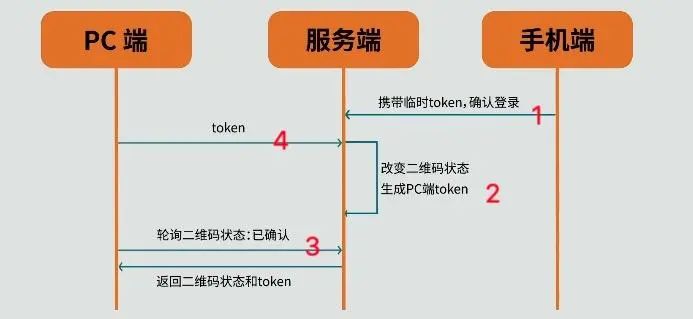 PC 端
服务端
手机端
携带临时token，确认登录
1
token
4
改变二维码状态
生成PC端token
2
轮询二维码状态：已确认
3
返回二维码状态和token